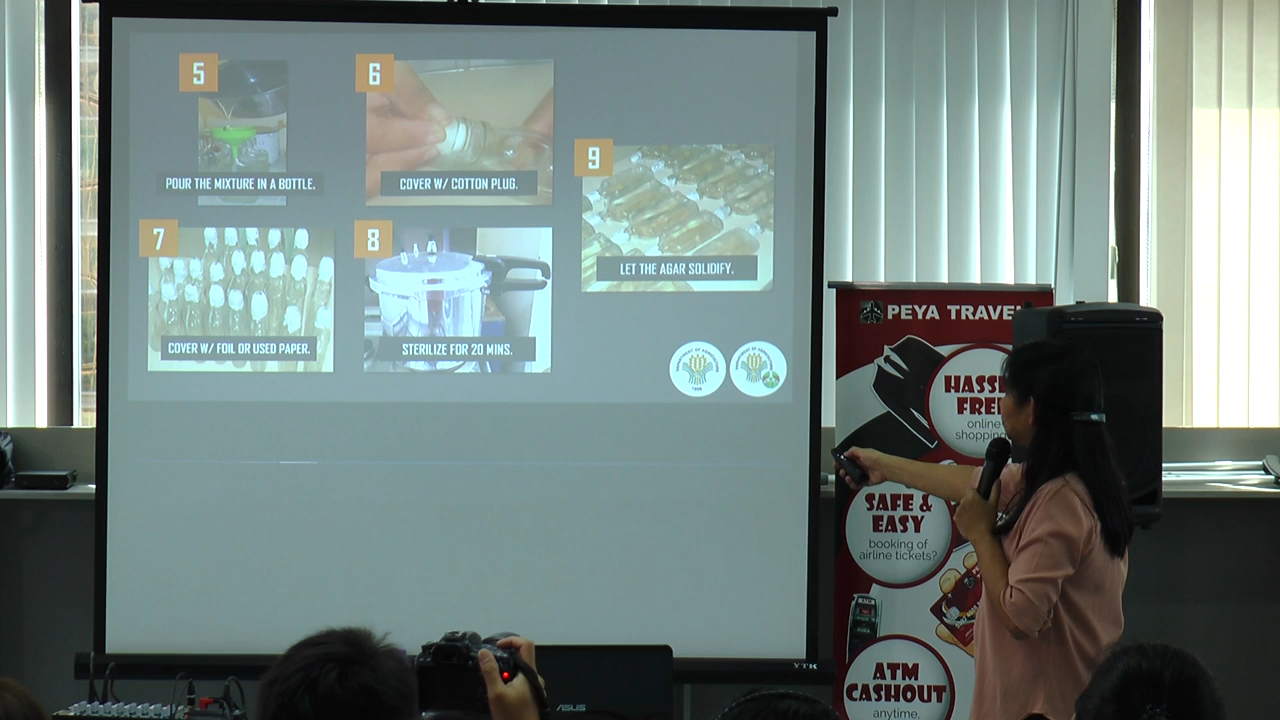 5
POUR THE MIXTURE IN A BOTTLE.
6
COVER W/ COTTON PLUG.
7
COVER W/ FOIL OR USED PAPER.
8
STERILIZE FOR 20 MINS.
9
LET THE AGAR SOLIDIFY.
PEYA TRAVEL
HASSL
FREE
online
shopping
SAFE &
EASY
booking of
airline tickets?
ATM
CASHOUT
anytime,
YTK
ASUS